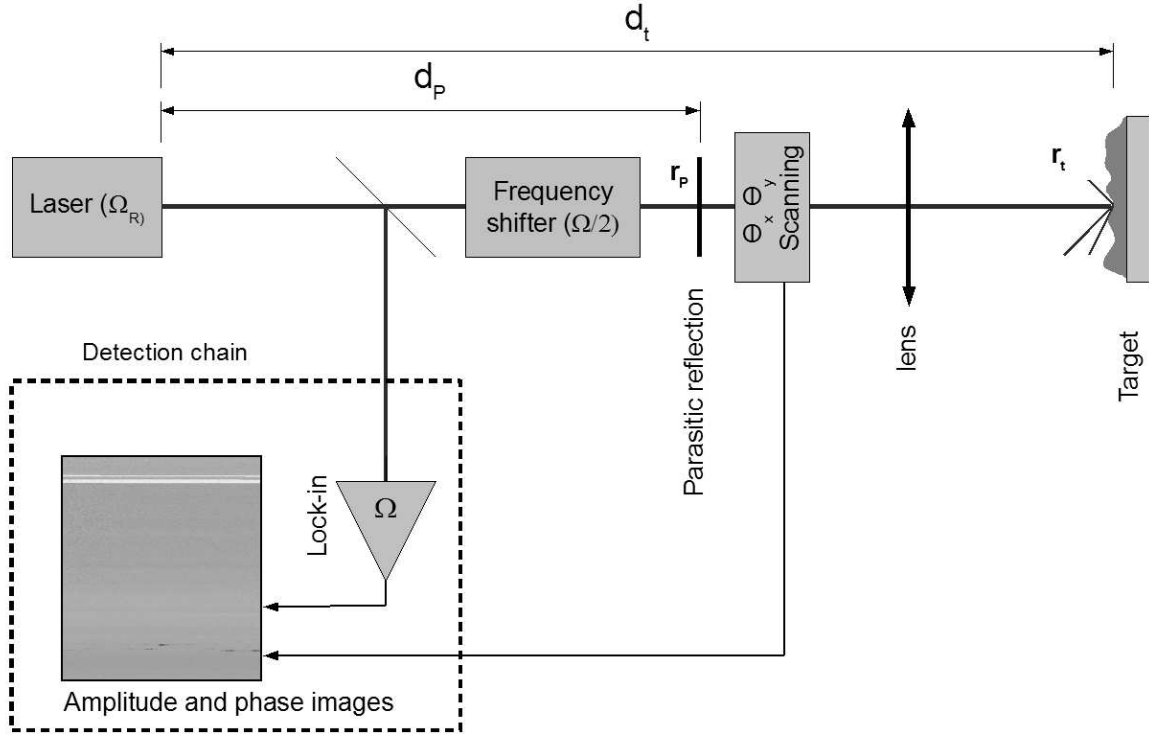 d_t
d_P
Laser (Ω_R)
Frequency
shifter (Ω/2)
r_P
Θ_x Θ_y
Scanning
r_t
Parasitic reflection
lens
Target
Detection chain
Lock-in
Ω
Amplitude and phase images